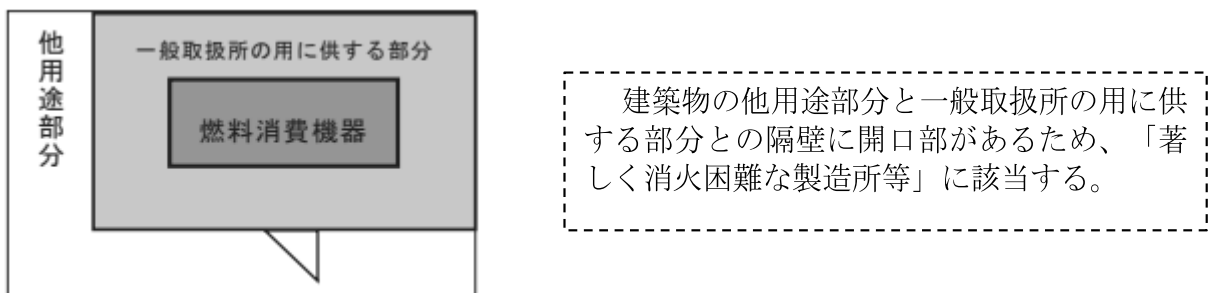 他用途部分
一般取扱所の用に供する部分
燃料消費機器
建築物の他用途部分と一般取扱所の用に供
する部分との隔壁に開口部があるため、「著
しく消火困難な製造所等」に該当する。